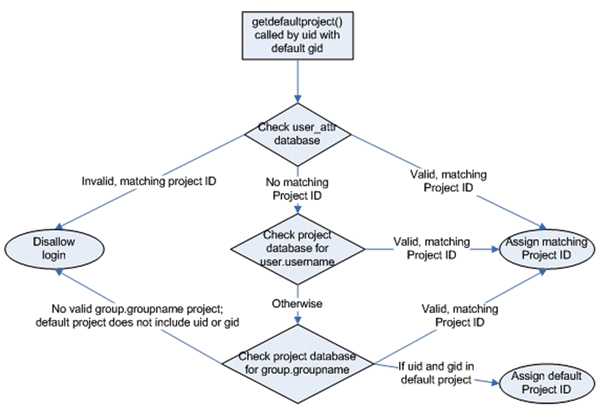 getdefaultproject()
called by uid with
default gid
Check user_attr
database
Invalid, matching project ID
No matching
Project ID
Valid, matching
Project ID
Disallow
login
Check project
database for
user.username
Valid, matching
Project ID
Assign matching
Project ID
Otherwise
No valid group.groupname project;
default project does not include uid or gid
Valid, matching
Project ID
Check project database
for group.groupname
If uid and gid in
default project
Assign default
Project ID